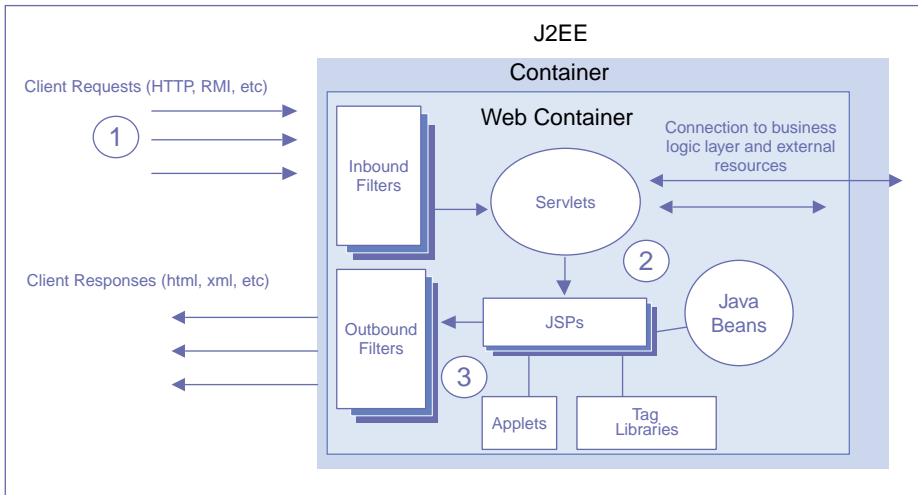 J2EE
Container
Web Container
Client Requests (HTTP, RMI, etc)
1
Inbound
Filters
Servlets
Connection to business
logic layer and external
resources
2
Client Responses (html, xml, etc)
Outbound
Filters
JSPs
Java
Beans
3
Applets
Tag
Libraries